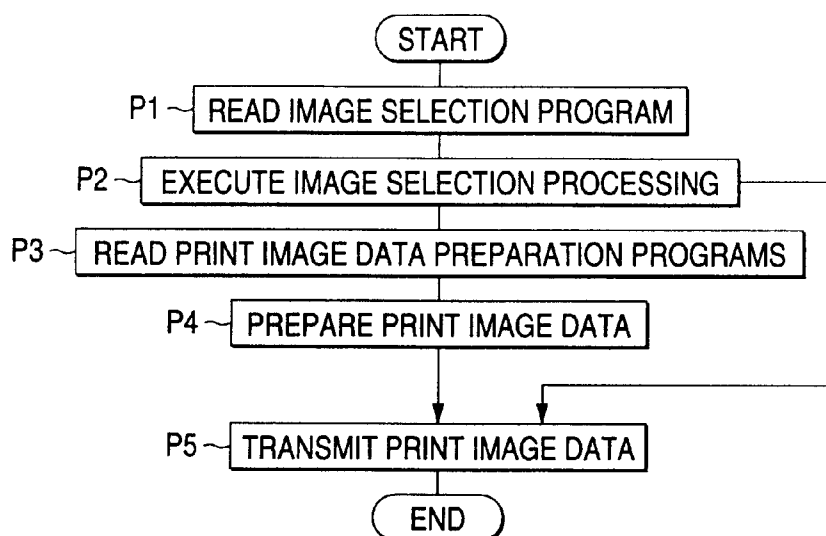 START
P1 READ IMAGE SELECTION PROGRAM
P2 EXECUTE IMAGE SELECTION PROCESSING
P3 READ PRINT IMAGE DATA PREPARATION PROGRAMS
P4 PREPARE PRINT IMAGE DATA
P5 TRANSMIT PRINT IMAGE DATA
END